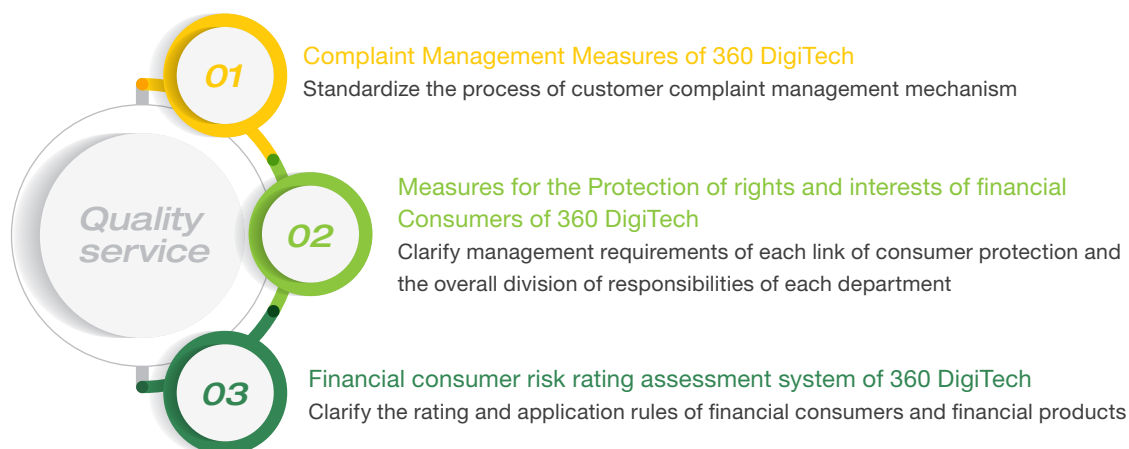 01
Complaint Management Measures of 360 DigiTech
Standardize the process of customer complaint management mechanism
Quality
service
02
Measures for the Protection of rights and interests of financial
Consumers of 360 DigiTech
Clarify management requirements of each link of consumer protection and
the overall division of responsibilities of each department
03
Financial consumer risk rating assessment system of 360 DigiTech
Clarify the rating and application rules of financial consumers and financial products